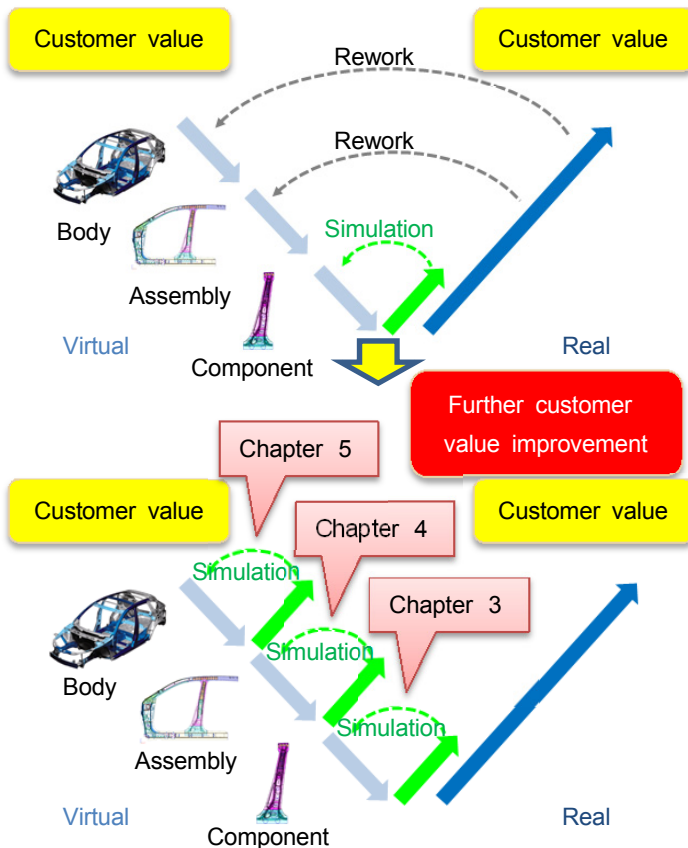 Customer value
Customer value
Rework
Rework
Simulation
Body
Assembly
Component
Virtual
Real
Further customer
value improvement
Chapter 5
Customer value
Customer value
Chapter 4
Simulation
Chapter 3
Simulation
Body
Simulation
Assembly
Component
Virtual
Real